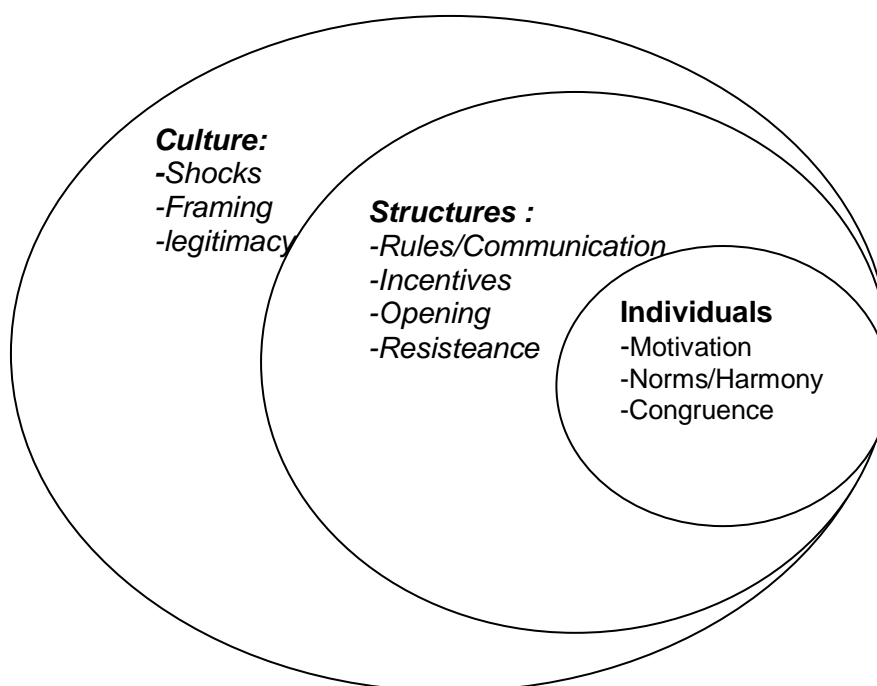 Culture:
-Shocks
-Framing
-legitimacy
Structures :
-Rules/Communication
-Incentives
-Opening
-Resisteance
Individuals
-Motivation
-Norms/Harmony
-Congruence